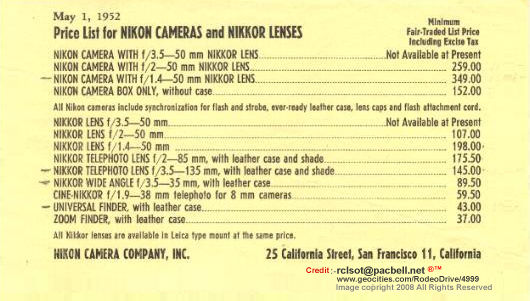 May 1, 1952
Price List for NIKON CAMERAS and NIKKOR LENSES
Minimum
Fair-Traded List Price
Including Excise Tax
NIKON CAMERA WITH f/3.5—50 mm NIKKOR LENS Not Available at Present
NIKON CAMERA WITH f/2—50 mm NIKKOR LENS 259.00
NIKON CAMERA WITH f/1.4—50 mm NIKKOR LENS 349.00
NIKON CAMERA BOX ONLY, without case 152.00
All Nikon cameras include synchronization for flash and strobe, ever-ready leather case, lens caps and flash attachment cord.
NIKKOR LENS f/3.5—50 mm Not Available at Present
NIKKOR LENS f/2—50 mm 107.00
NIKKOR LENS f/1.4—50 mm 198.00
NIKKOR TELEPHOTO LENS f/2—85 mm, with leather case and shade 175.50
NIKKOR TELEPHOTO LENS f/3.5—135 mm, with leather case and shade 145.00
NIKKOR WIDE ANGLE f/3.5—35 mm, with leather case 89.50
CINE-NIKKOR f/1.9—38 mm telephoto for 8 mm cameras 59.50
UNIVERSAL FINDER, with leather case 43.00
ZOOM FINDER, with leather case 37.00
All Nikkor lenses are available in Leica type mount at the same price.
NIKON CAMERA COMPANY, INC. 25 California Street, San Francisco 11, California
Credit: -rclsot@pacbell.net ®™
www.geocities.com/RodeoDrive/4999
Image copyright 2008 All Rights Reserved